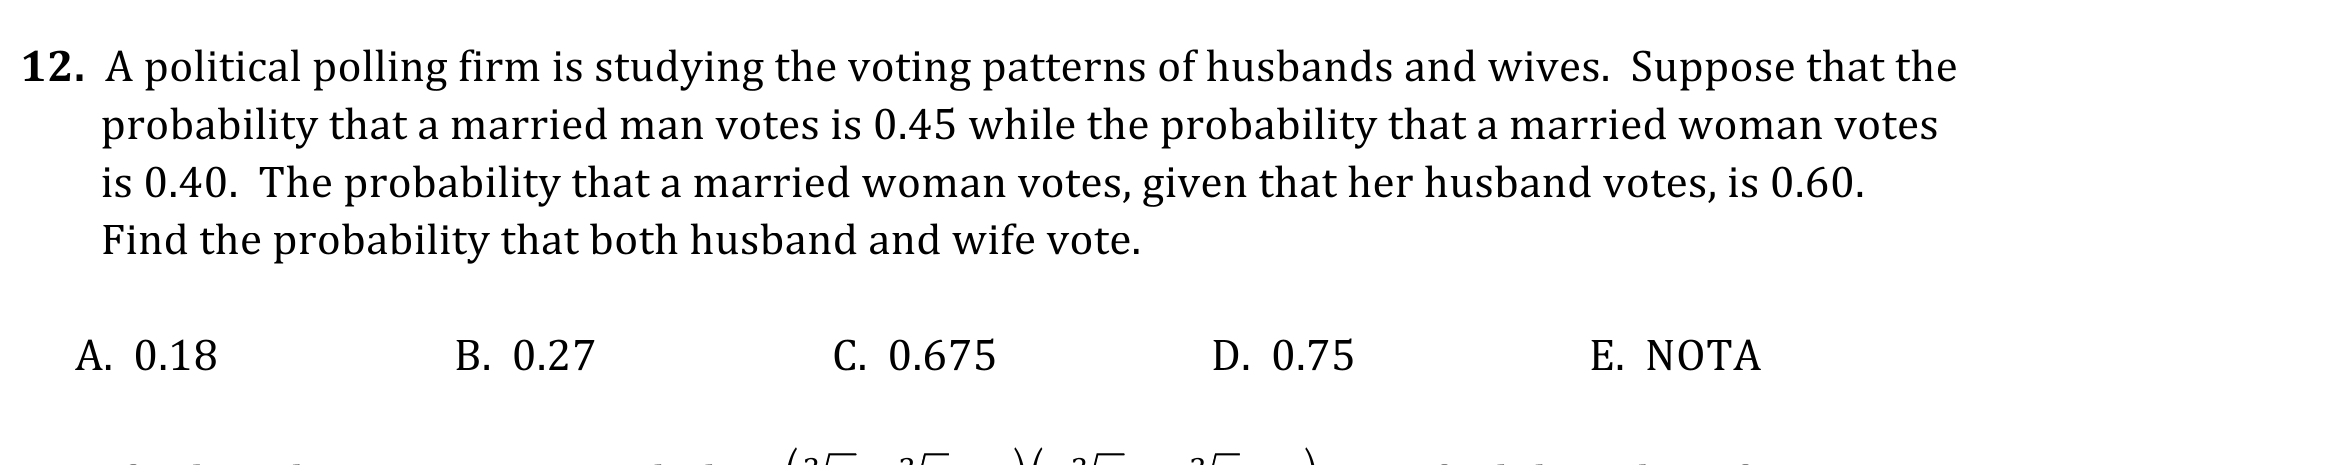 12. A political polling firm is studying the voting patterns of husbands and wives. Suppose that the
probability that a married man votes is 0.45 while the probability that a married woman votes
is 0.40. The probability that a married woman votes, given that her husband votes, is 0.60.
Find the probability that both husband and wife vote.
A. 0.18 B. 0.27 C. 0.675 D. 0.75 E. NOTA